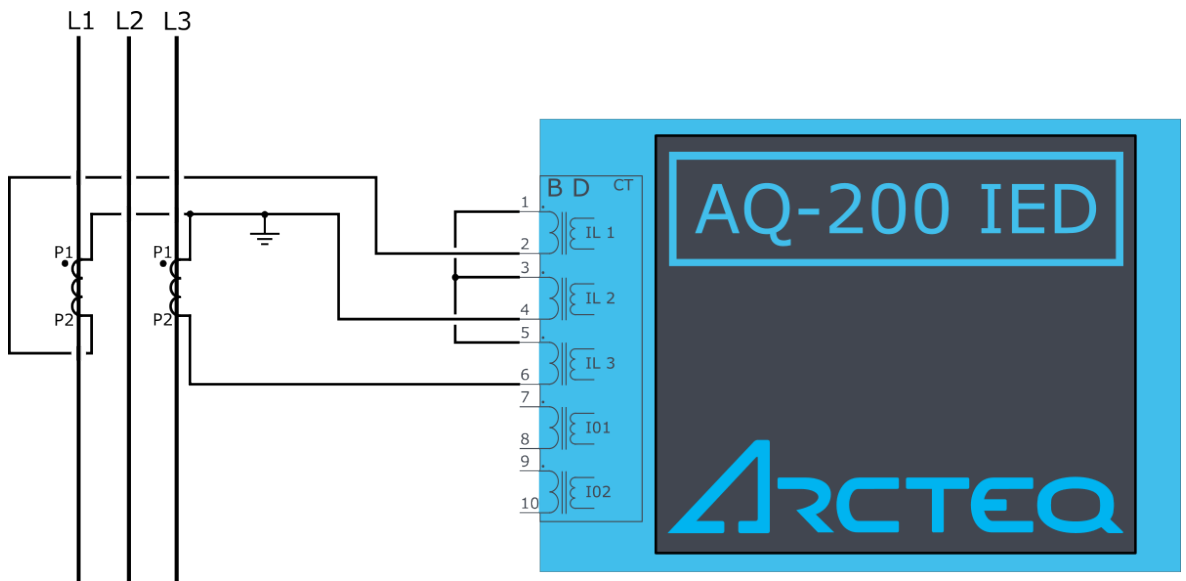 L1 L2 L3
B D CT
AQ-200 IED
1
IL 1
2
3
IL 2
4
5
IL 3
6
7
I01
8
9
I02
10
P1 P1
P2 P2
ARCTEQ